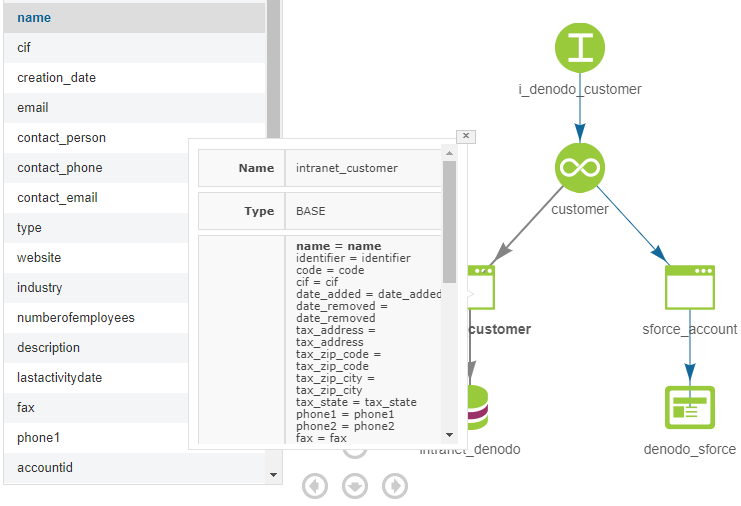 name
cif
creation_date
email
contact_person
contact_phone
contact_email
type
website
industry
numberofemployees
description
lastactivitydate
fax
phone1
accountid
Name
intranet_customer
Type
BASE
name = name
identifier = identifier
code = code
cif = cif
date_added = date_added
date_removed =
date_removed
tax_address =
tax_address
tax_zip_code =
tax_zip_code
tax_zip_city =
tax_zip_city
tax_state = tax_state
phone1 = phone1
phone2 = phone2
fax = fax
i_denodo_customer
customer
customer
sforce_account
intranet_denodo
denodo_sforce